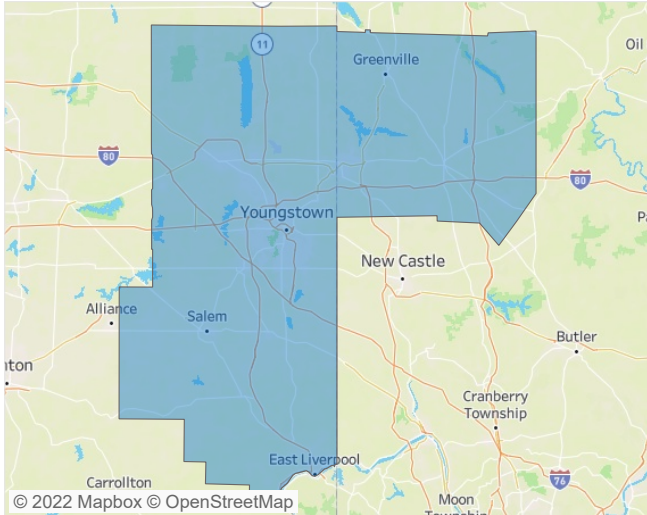 11
Greenville
Oil
80
80
Youngstown
Pa
New Castle
Alliance
Salem
Butler
nton
Cranberry
Township
East Liverpool
76
Carrollton
Moon
Township
© 2022 Mapbox © OpenStreetMap